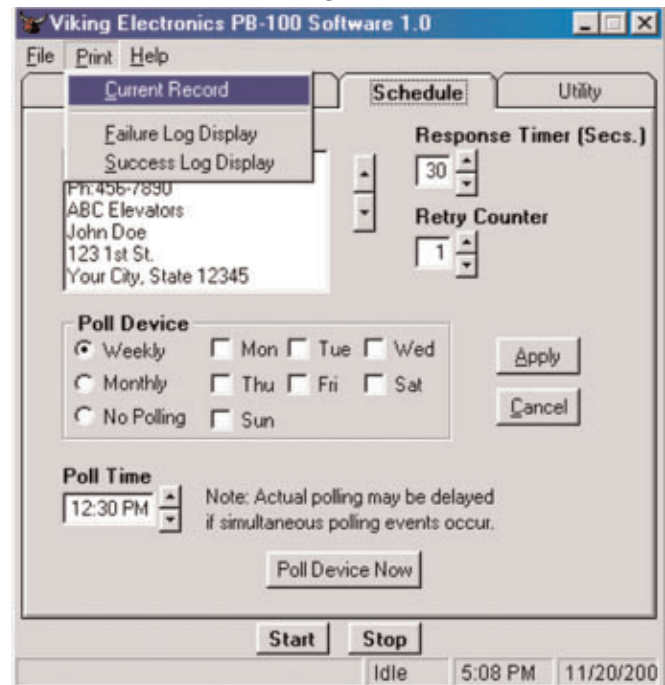 Viking Electronics PB-100 Software 1.0
File Print Help
Current Record
Failure Log Display
Success Log Display
Schedule
Utility
Ph:456-7890
ABC Elevators
John Doe
123 1st St.
Your City, State 12345
Response Timer (Secs.)
30
Retry Counter
1
Poll Device
Weekly Mon Tue Wed
Monthly Thu Fri Sat
No Polling Sun
Apply
Cancel
Poll Time
12:30 PM
Note: Actual polling may be delayed
if simultaneous polling events occur.
Poll Device Now
Start Stop
Idle 5:08 PM 11/20/200